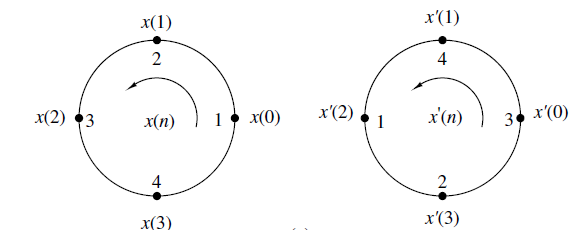 x(1) x'(1)
2 4
x(2) 3 x(n) 1 x(0) x'(2) 1 x'(n) 3 x'(0)
4 2
x(3) x'(3)